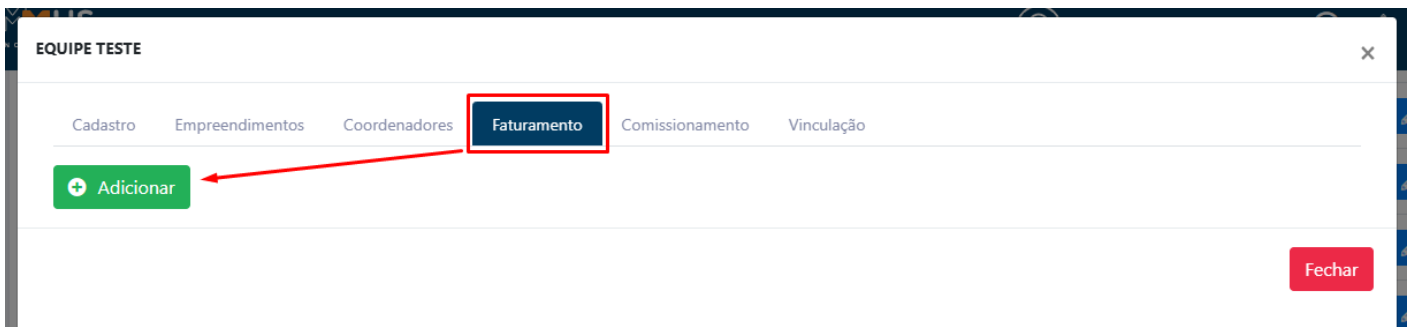 EQUIPE TESTE
×
Cadastro Empreendimentos Coordenadores Faturamento Comissionamento Vinculação
Adicionar
Fechar